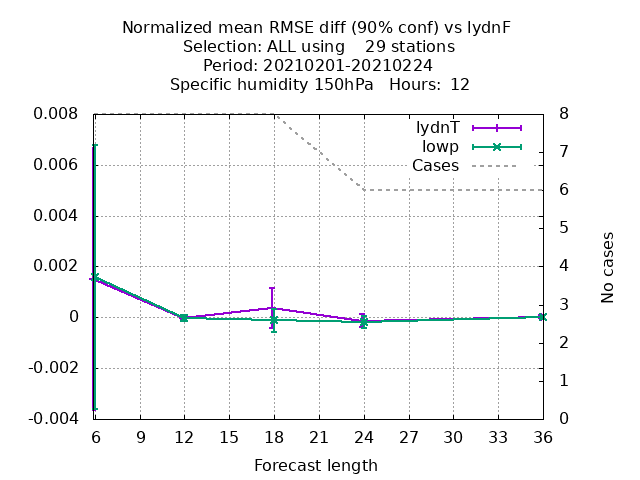 Normalized mean RMSE diff (90% conf) vs lydnF
Selection: ALL using    29 stations
Period: 20210201-20210224
Specific humidity 150hPa   Hours:  12
0.008
0.006
0.004
0.002
0
-0.002
-0.004
8
7
6
5
4
3
2
1
0
lydnT
lowp
Cases
No cases
6 9 12 15 18 21 24 27 30 33 36
Forecast length